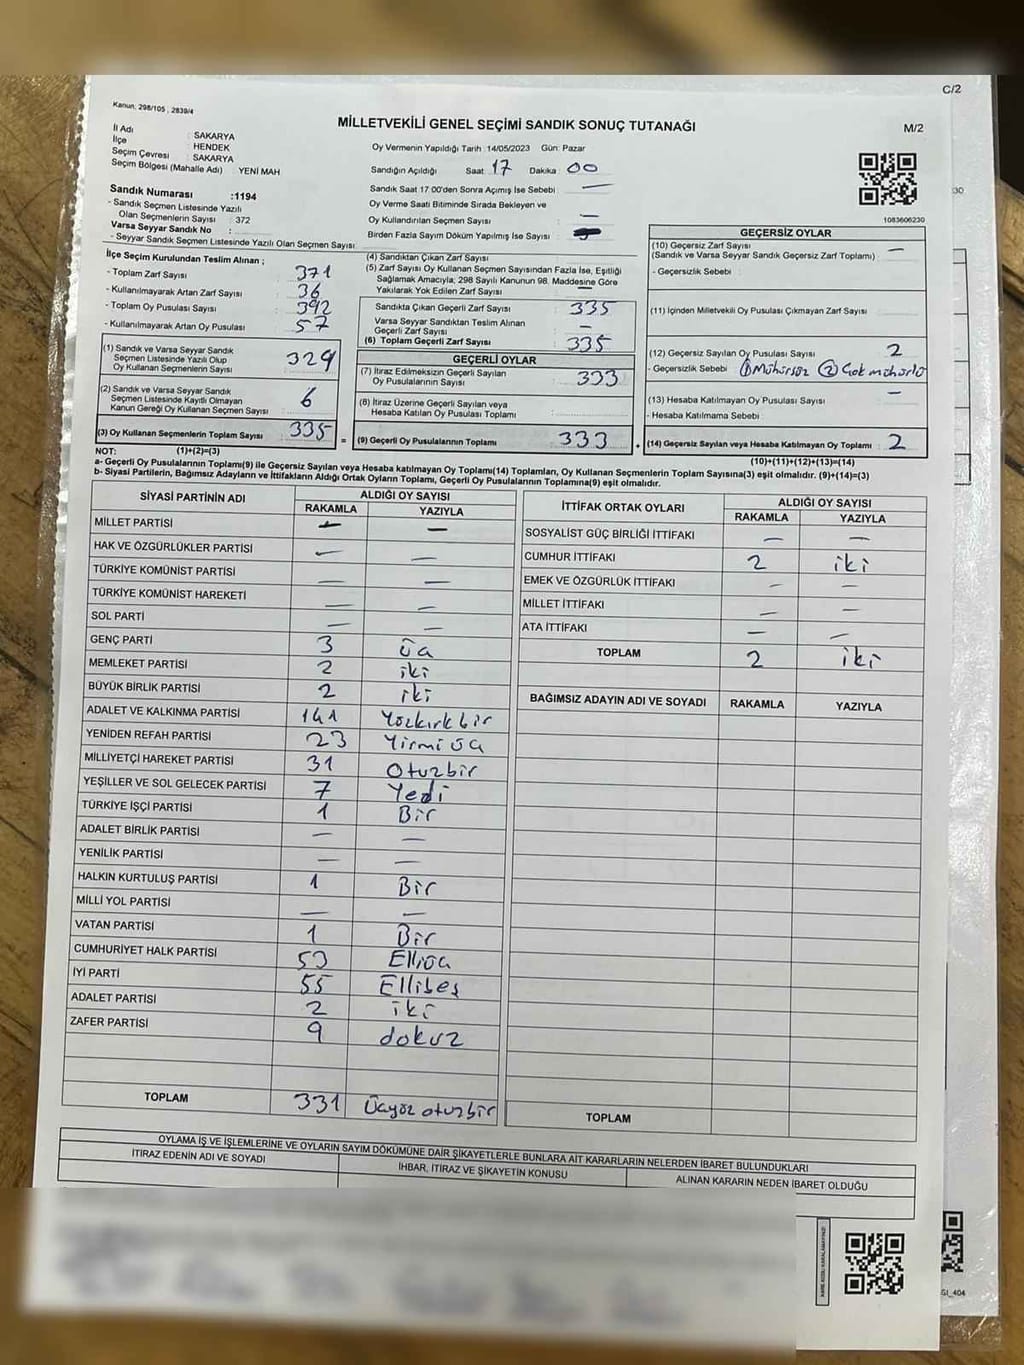 C/2
Kanun; 298/105 , 2839/4
MİLLETVEKİLİ GENEL SEÇİMİ SANDIK SONUÇ TUTANAĞI
M/2
İl Adı : SAKARYA
İlçe : HENDEK
Seçim Çevresi : SAKARYA
Seçim Bölgesi (Mahalle Adı) : YENİ MAH
Oy Vermenin Yapıldığı Tarih :14/05/2023 Gün: Pazar
Sandığın Açıldığı Saat : 17 Dakika : 00
Sandık Saat 17:00'den Sonra Açımış İse Sebebi : —
Oy Verme Saati Bitiminde Sırada Bekleyen ve
Oy Kullandırılan Seçmen Sayısı : —
Birden Fazla Sayım Döküm Yapılmış İse Sayısı :
1083606230
30
Sandık Numarası :1194
- Sandık Seçmen Listesinde Yazılı
Olan Seçmenlerin Sayısı : 372
Varsa Seyyar Sandık No :
- Seyyar Sandık Seçmen Listesinde Yazılı Olan Seçmen Sayısı :
İlçe Seçim Kurulundan Teslim Alınan ;
- Toplam Zarf Sayısı : 371
- Kullanılmayarak Artan Zarf Sayısı : 36
- Toplam Oy Pusulası Sayısı : 392
- Kullanılmayarak Artan Oy Pusulası : 57
(1) Sandık ve Varsa Seyyar Sandık
Seçmen Listesinde Yazılı Olup
Oy Kullanan Seçmenlerin Sayısı : 329
(2) Sandık ve Varsa Seyyar Sandık
Seçmen Listesinde Kayıtlı Olmayan
Kanun Gereği Oy Kullanan Seçmen Sayısı : 6
(3) Oy Kullanan Seçmenlerin Toplam Sayısı : 335
(1)+(2)=(3)
(4) Sandıktan Çıkan Zarf Sayısı :
(5) Zarf Sayısı Oy Kullanan Seçmen Sayısından Fazla İse, Eşitliği
Sağlamak Amacıyla; 298 Sayılı Kanunun 98. Maddesine Göre
Yakılarak Yok Edilen Zarf Sayısı : —
Sandıkta Çıkan Geçerli Zarf Sayısı : 335
Varsa Seyyar Sandıktan Teslim Alınan
Geçerli Zarf Sayısı : —
(6) Toplam Geçerli Zarf Sayısı : 335
GEÇERLİ OYLAR
(7) İtiraz Edilmeksizin Geçerli Sayılan
Oy Pusulalarının Sayısı : 333
(8) İtiraz Üzerine Geçerli Sayılan veya
Hesaba Katılan Oy Pusulası Toplamı :
= (9) Geçerli Oy Pusulalarının Toplamı : 333
GEÇERSİZ OYLAR
(10) Geçersiz Zarf Sayısı
(Sandık ve Varsa Seyyar Sandık Geçersiz Zarf Toplamı) : —
- Geçersizlik Sebebi :
(11) İçinden Milletvekili Oy Pusulası Çıkmayan Zarf Sayısı :
(12) Geçersiz Sayılan Oy Pusulası Sayısı : 2
- Geçersizlik Sebebi : ① Mühürsüz ② Çok mühürlü
(13) Hesaba Katılmayan Oy Pusulası Sayısı : —
- Hesaba Katılmama Sebebi :
(14) Geçersiz Sayılan veya Hesaba Katılmayan Oy Toplamı : 2
(10)+(11)+(12)+(13)=(14)
NOT:
a- Geçerli Oy Pusulalarının Toplamı(9) ile Geçersiz Sayılan veya Hesaba katılmayan Oy Toplamı(14) Toplamları, Oy Kullanan Seçmenlerin Toplam Sayısına(3) eşit olmalıdır. (9)+(14)=(3)
b- Siyasi Partilerin, Bağımsız Adayların ve İttifakların Aldığı Ortak Oyların Toplamı, Geçerli Oy Pusulalarının Toplamına(9) eşit olmalıdır.
SİYASİ PARTİNİN ADI ALDIĞI OY SAYISI
RAKAMLA YAZIYLA
MİLLET PARTİSİ — —
HAK VE ÖZGÜRLÜKLER PARTİSİ — —
TÜRKİYE KOMÜNİST PARTİSİ — —
TÜRKİYE KOMÜNİST HAREKETİ — —
SOL PARTİ — —
GENÇ PARTİ 3 üç
MEMLEKET PARTİSİ 2 iki
BÜYÜK BİRLİK PARTİSİ 2 iki
ADALET VE KALKINMA PARTİSİ 141 Yüzkırkbir
YENİDEN REFAH PARTİSİ 23 Yirmi üç
MİLLİYETÇİ HAREKET PARTİSİ 31 Otuzbir
YEŞİLLER VE SOL GELECEK PARTİSİ 7 Yedi
TÜRKİYE İŞÇİ PARTİSİ 1 Bir
ADALET BİRLİK PARTİSİ — —
YENİLİK PARTİSİ — —
HALKIN KURTULUŞ PARTİSİ 1 Bir
MİLLİ YOL PARTİSİ — —
VATAN PARTİSİ 1 Bir
CUMHURİYET HALK PARTİSİ 53 Elliüç
İYİ PARTİ 55 Ellibeş
ADALET PARTİSİ 2 iki
ZAFER PARTİSİ 9 dokuz
TOPLAM 331 Üçyüz otuzbir
İTTİFAK ORTAK OYLARI ALDIĞI OY SAYISI
RAKAMLA YAZIYLA
SOSYALİST GÜÇ BİRLİĞİ İTTİFAKI — —
CUMHUR İTTİFAKI 2 iki
EMEK VE ÖZGÜRLÜK İTTİFAKI — —
MİLLET İTTİFAKI — —
ATA İTTİFAKI — —
TOPLAM 2 iki
BAĞIMSIZ ADAYIN ADI VE SOYADI RAKAMLA YAZIYLA
TOPLAM
OYLAMA İŞ VE İŞLEMLERİNE VE OYLARIN SAYIM DÖKÜMÜNE DAİR ŞİKAYETLERLE BUNLARA AİT KARARLARIN NELERDEN İBARET BULUNDUKLARI
İTİRAZ EDENİN ADI VE SOYADI İHBAR, İTİRAZ VE ŞİKAYETİN KONUSU ALINAN KARARIN NEDEN İBARET OLDUĞU